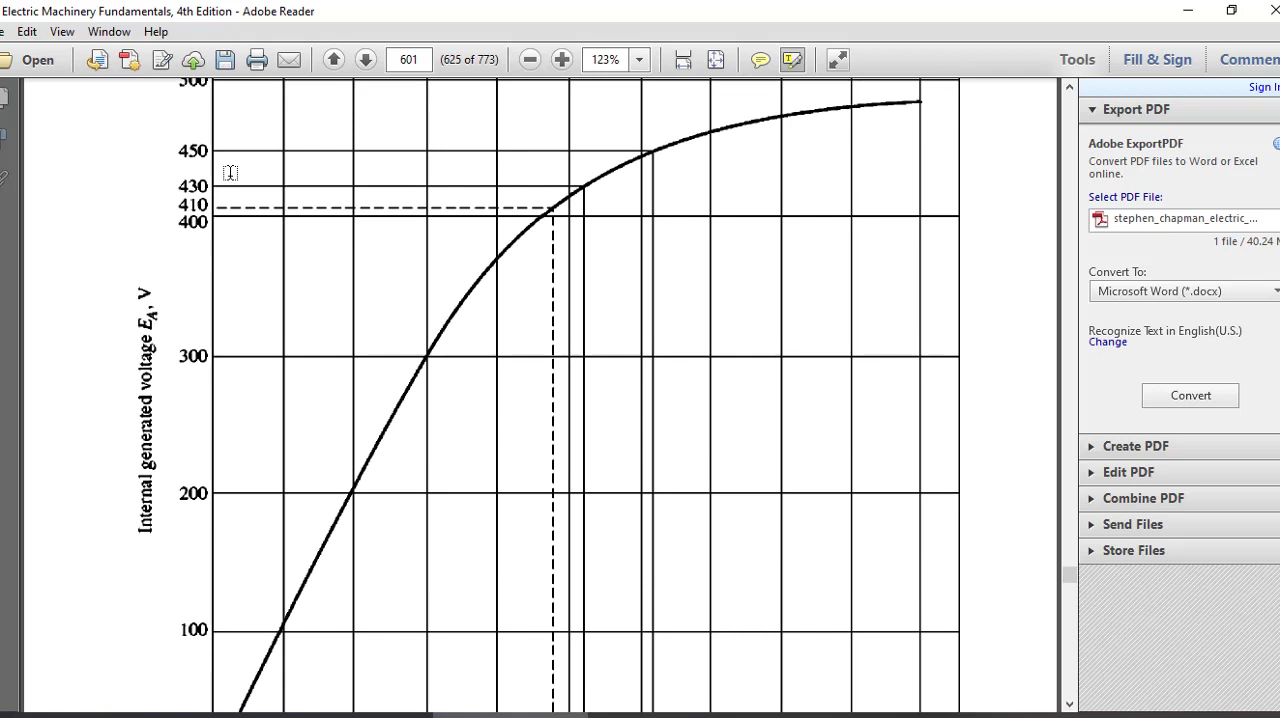 Electric Machinery Fundamentals, 4th Edition - Adobe Reader
Edit View Window Help
Open 601 (625 of 773) 123% Tools Fill & Sign
Sign In
Export PDF
Adobe ExportPDF
Convert PDF files to Word or Excel
online.
Select PDF File:
stephen_chapman_electric_...
1 file / 40.24 M
Convert To:
Microsoft Word (*.docx)
Recognize Text in English(U.S.)
Change
Convert
Create PDF
Edit PDF
Combine PDF
Send Files
Store Files
500
450
430
410
400
300
200
100
Internal generated voltage EA, V